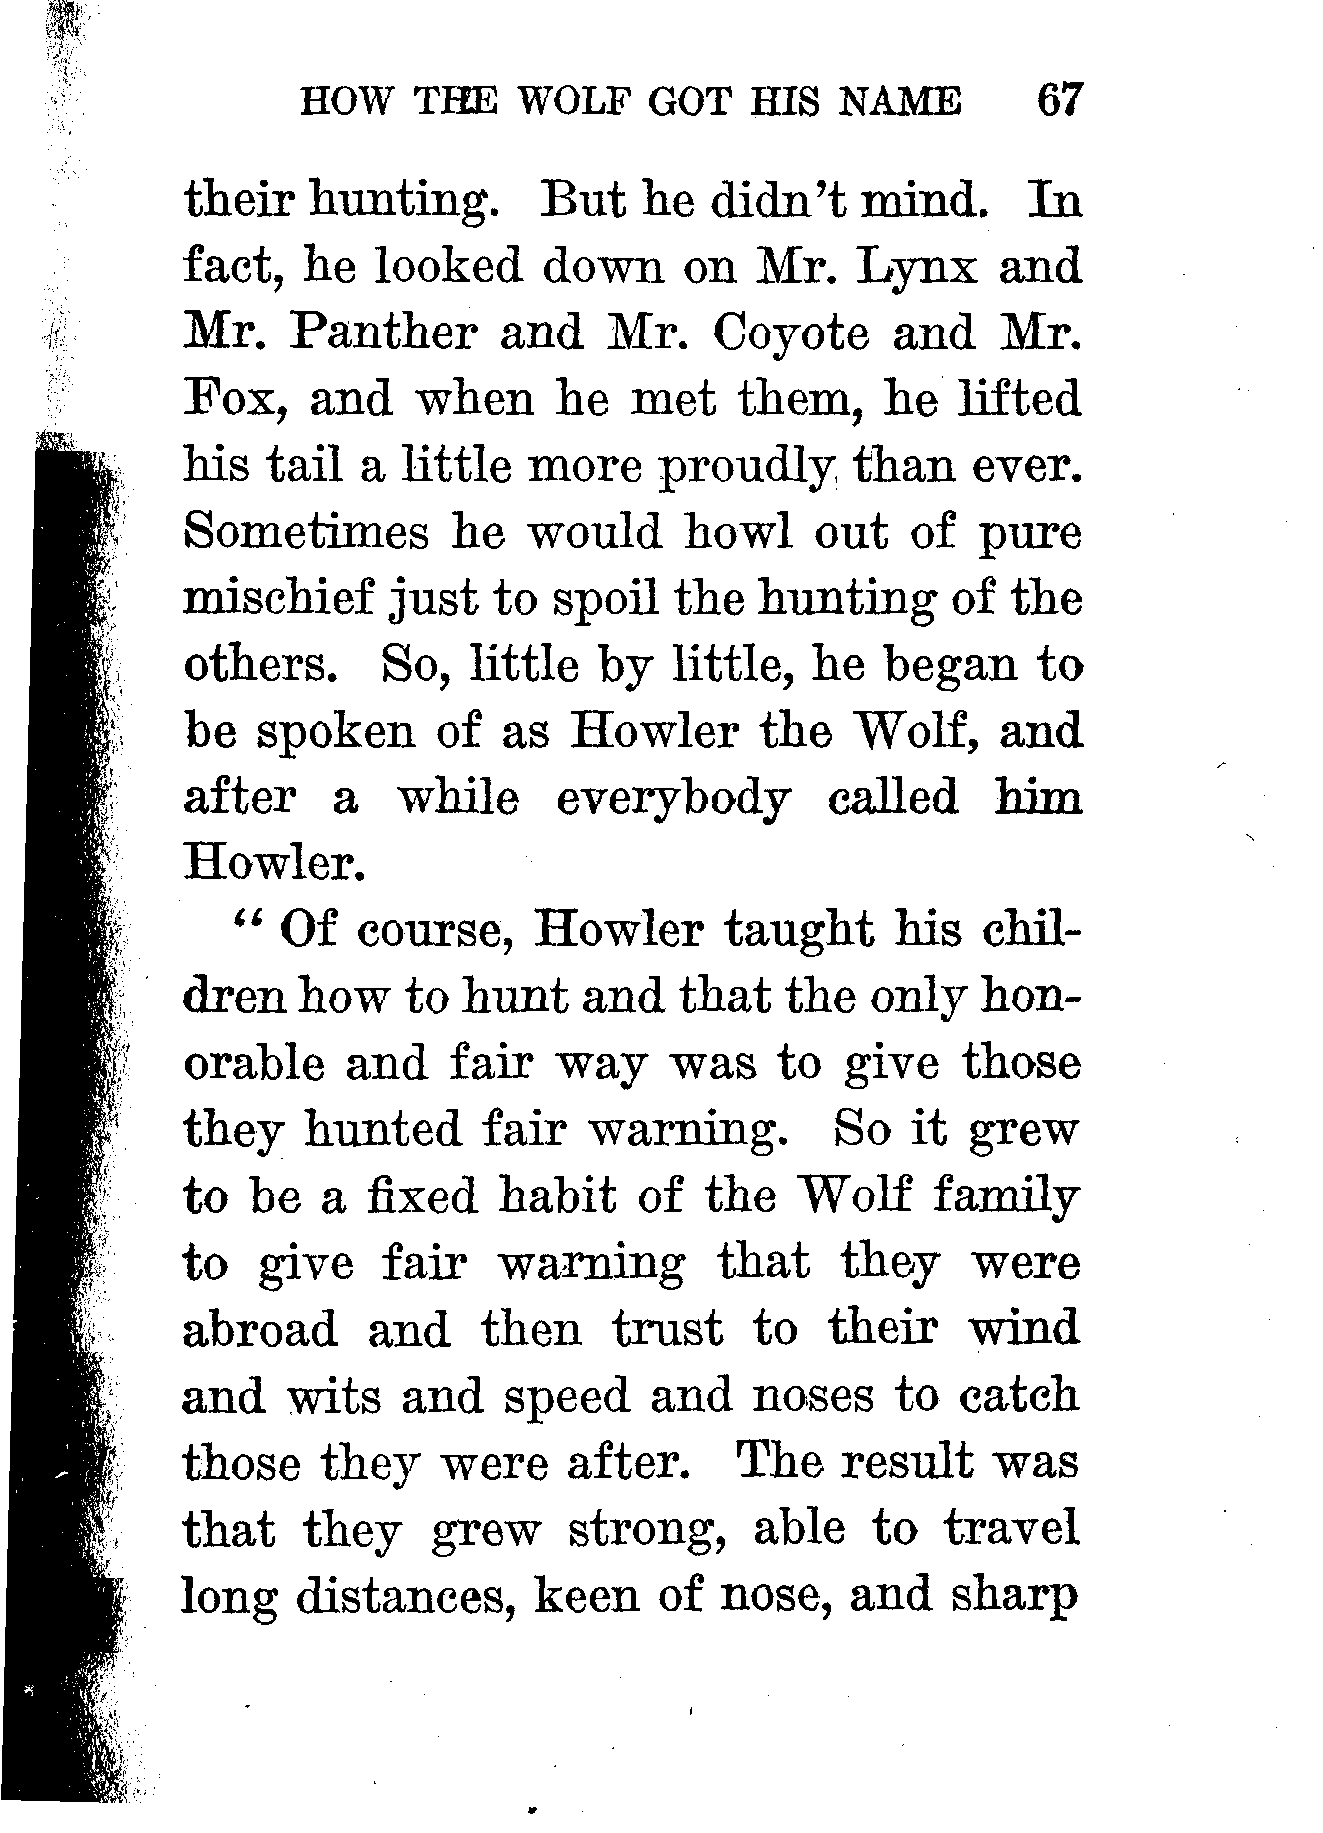 HOW THE WOLF GOT HIS NAME 67
their hunting. But he didn't mind. In
fact, he looked down on Mr. Lynx and
Mr. Panther and Mr. Coyote and Mr.
Fox, and when he met them, he lifted
his tail a little more proudly than ever.
Sometimes he would howl out of pure
mischief just to spoil the hunting of the
others. So, little by little, he began to
be spoken of as Howler the Wolf, and
after a while everybody called him
Howler.
“ Of course, Howler taught his chil-
dren how to hunt and that the only hon-
orable and fair way was to give those
they hunted fair warning. So it grew
to be a fixed habit of the Wolf family
to give fair warning that they were
abroad and then trust to their wind
and wits and speed and noses to catch
those they were after. The result was
that they grew strong, able to travel
long distances, keen of nose, and sharp